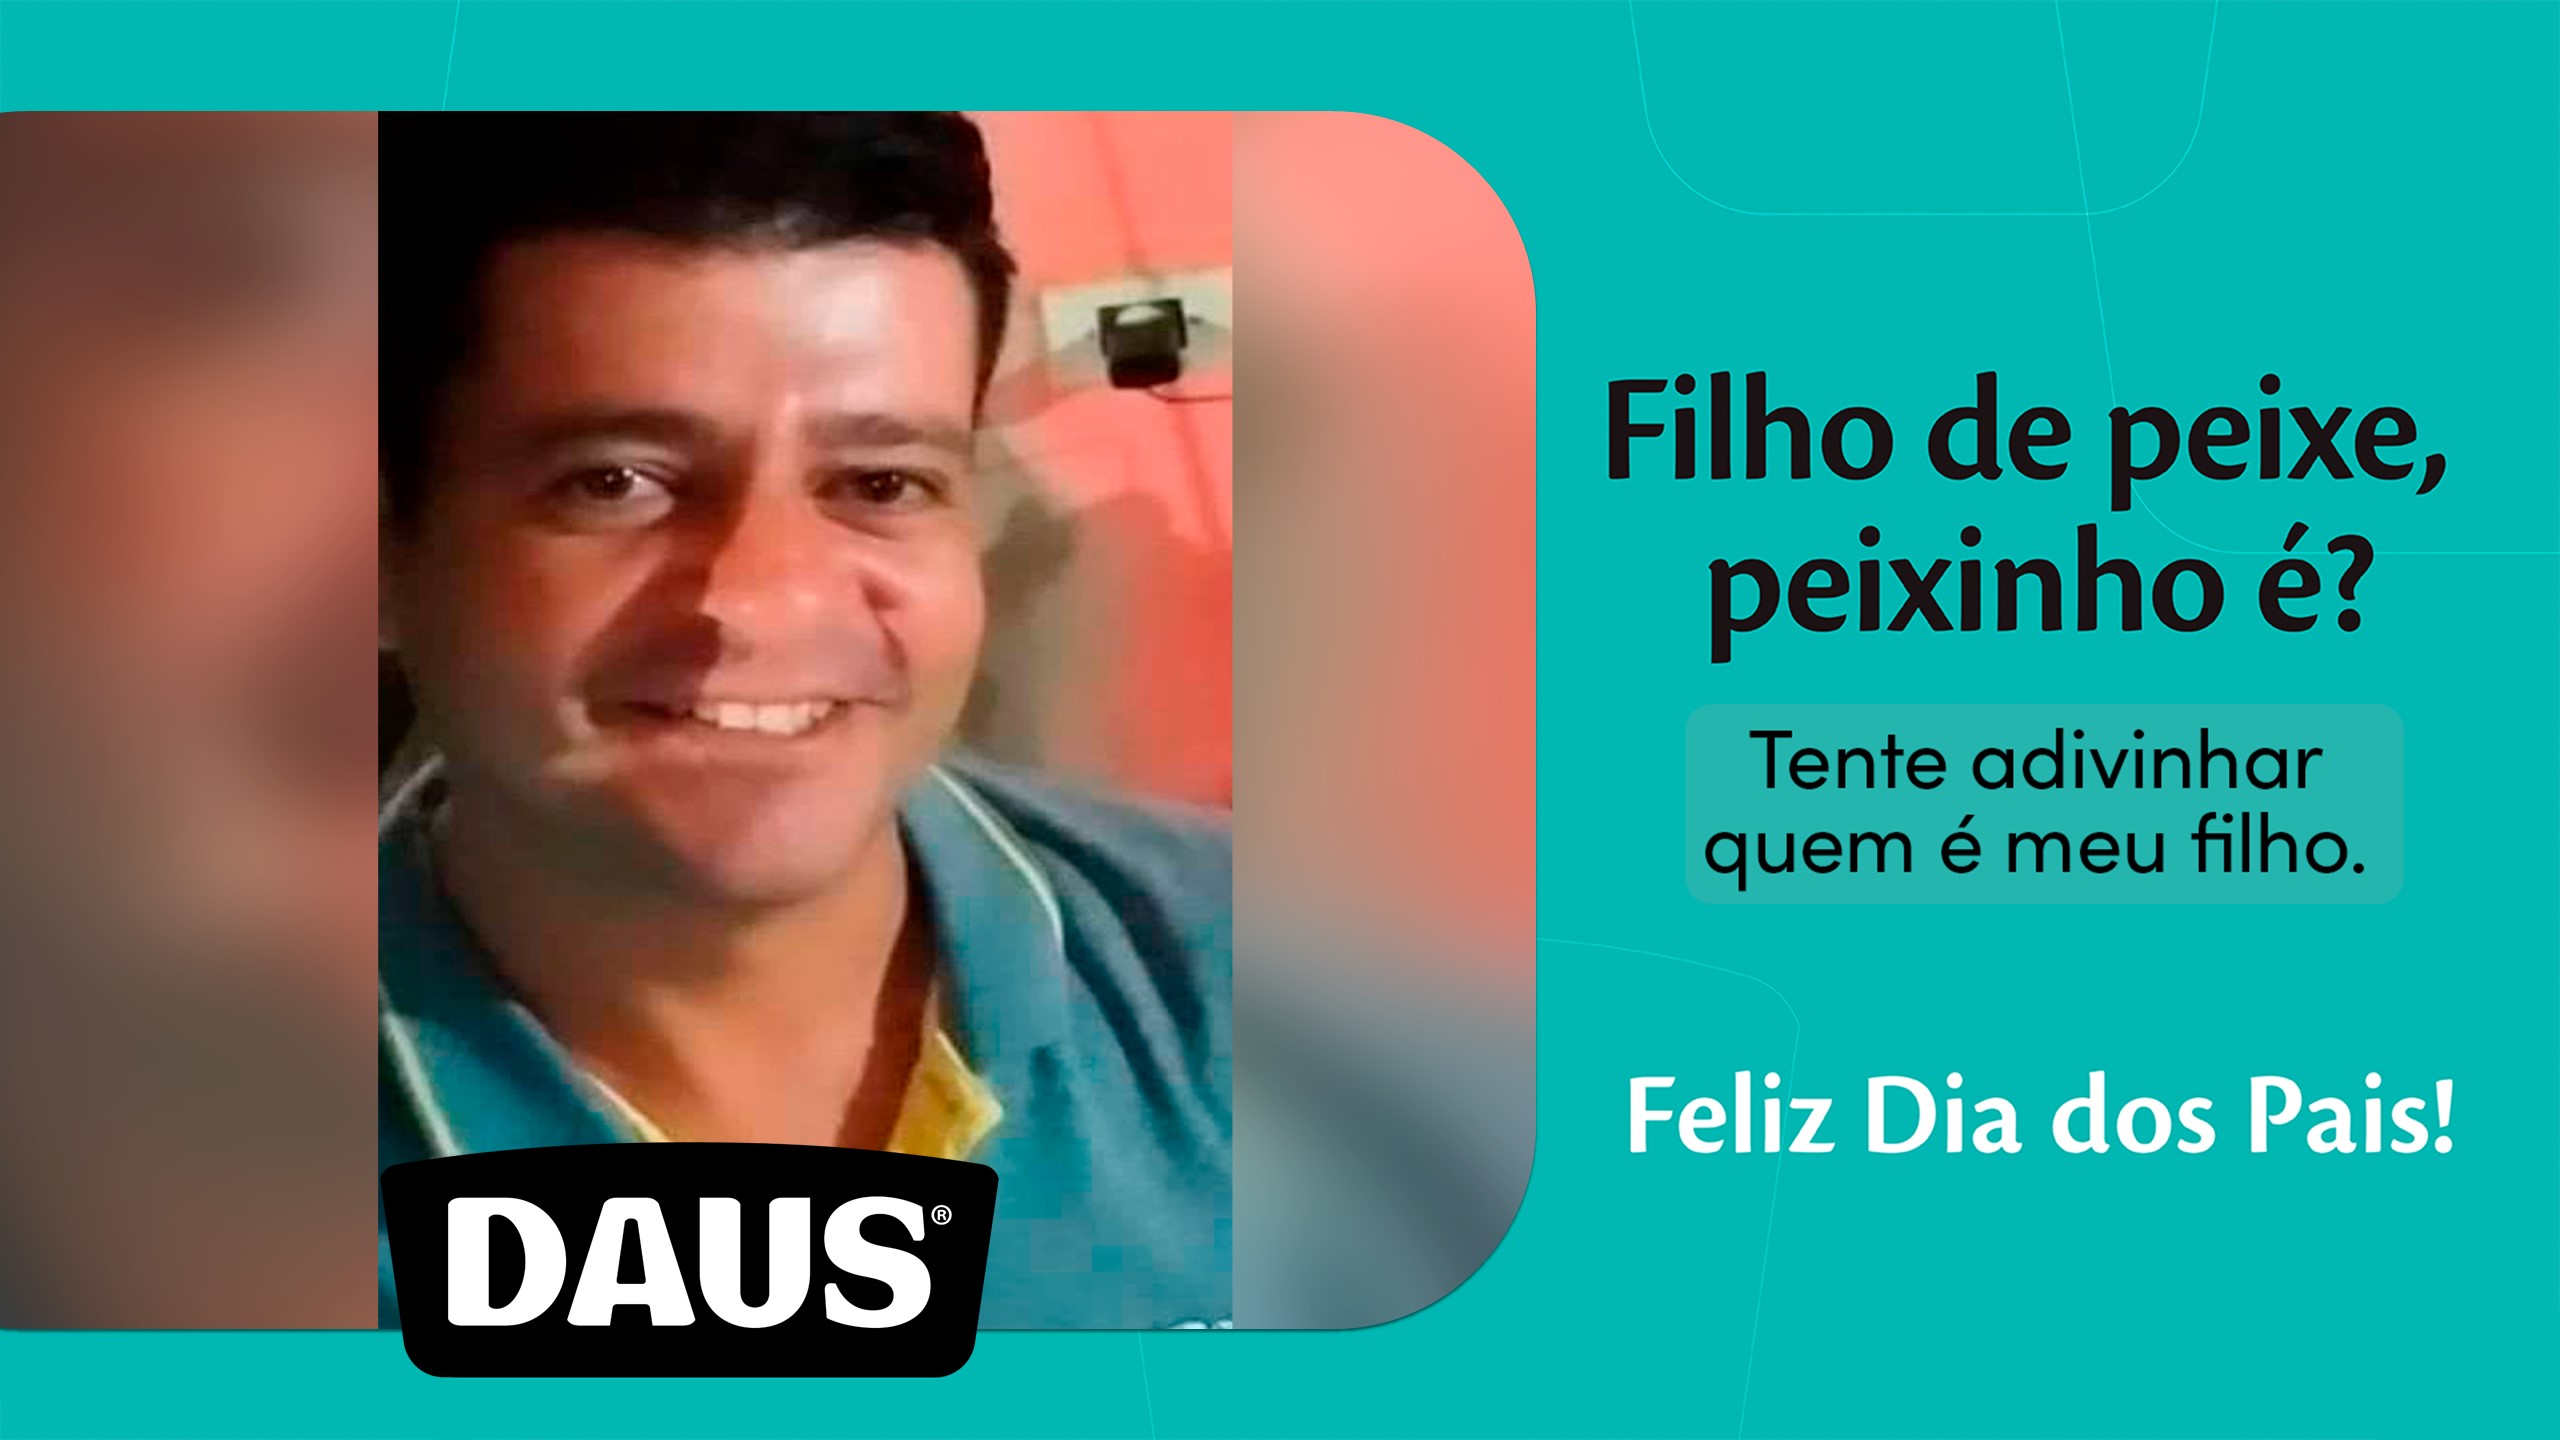 Filho de peixe,
peixinho é?
Tente adivinhar
quem é meu filho.
Feliz Dia dos Pais!
DAUS®